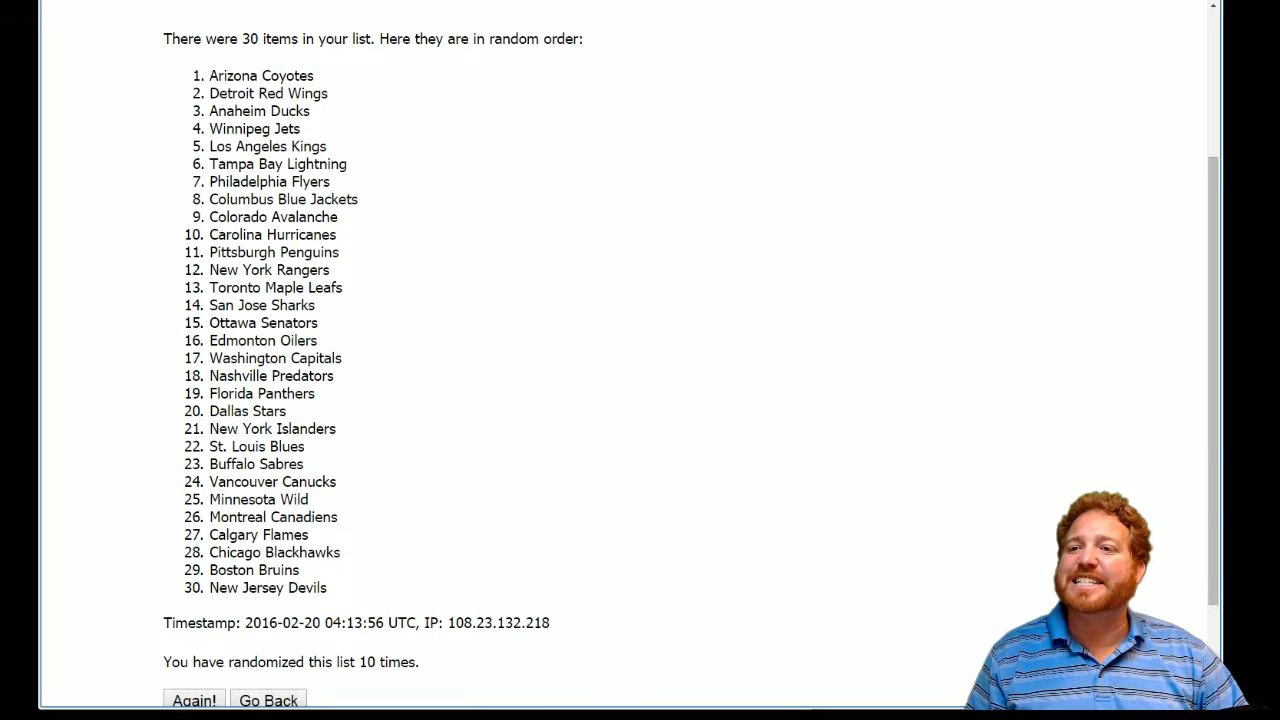 There were 30 items in your list. Here they are in random order:
1. Arizona Coyotes
2. Detroit Red Wings
3. Anaheim Ducks
4. Winnipeg Jets
5. Los Angeles Kings
6. Tampa Bay Lightning
7. Philadelphia Flyers
8. Columbus Blue Jackets
9. Colorado Avalanche
10. Carolina Hurricanes
11. Pittsburgh Penguins
12. New York Rangers
13. Toronto Maple Leafs
14. San Jose Sharks
15. Ottawa Senators
16. Edmonton Oilers
17. Washington Capitals
18. Nashville Predators
19. Florida Panthers
20. Dallas Stars
21. New York Islanders
22. St. Louis Blues
23. Buffalo Sabres
24. Vancouver Canucks
25. Minnesota Wild
26. Montreal Canadiens
27. Calgary Flames
28. Chicago Blackhawks
29. Boston Bruins
30. New Jersey Devils
Timestamp: 2016-02-20 04:13:56 UTC, IP: 108.23.132.218
You have randomized this list 10 times.
Again! Go Back